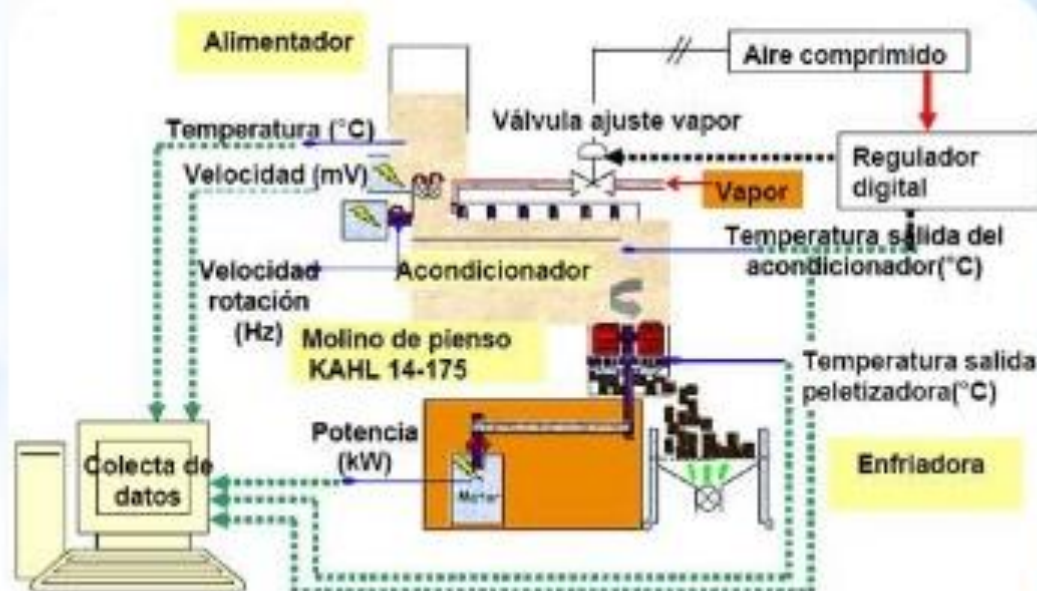 Alimentador
Aire comprimido
Temperatura (°C)
Válvula ajuste vapor
Velocidad (mV)
Regulador
digital
Vapor
Temperatura salida del
acondicionador(°C)
Velocidad
rotación
(Hz)
Acondicionador
Molino de pienso
KAHL 14-175
Temperatura salida
peletizadora(°C)
Potencia
(kW)
Colecta de
datos
Motor
Enfriadora